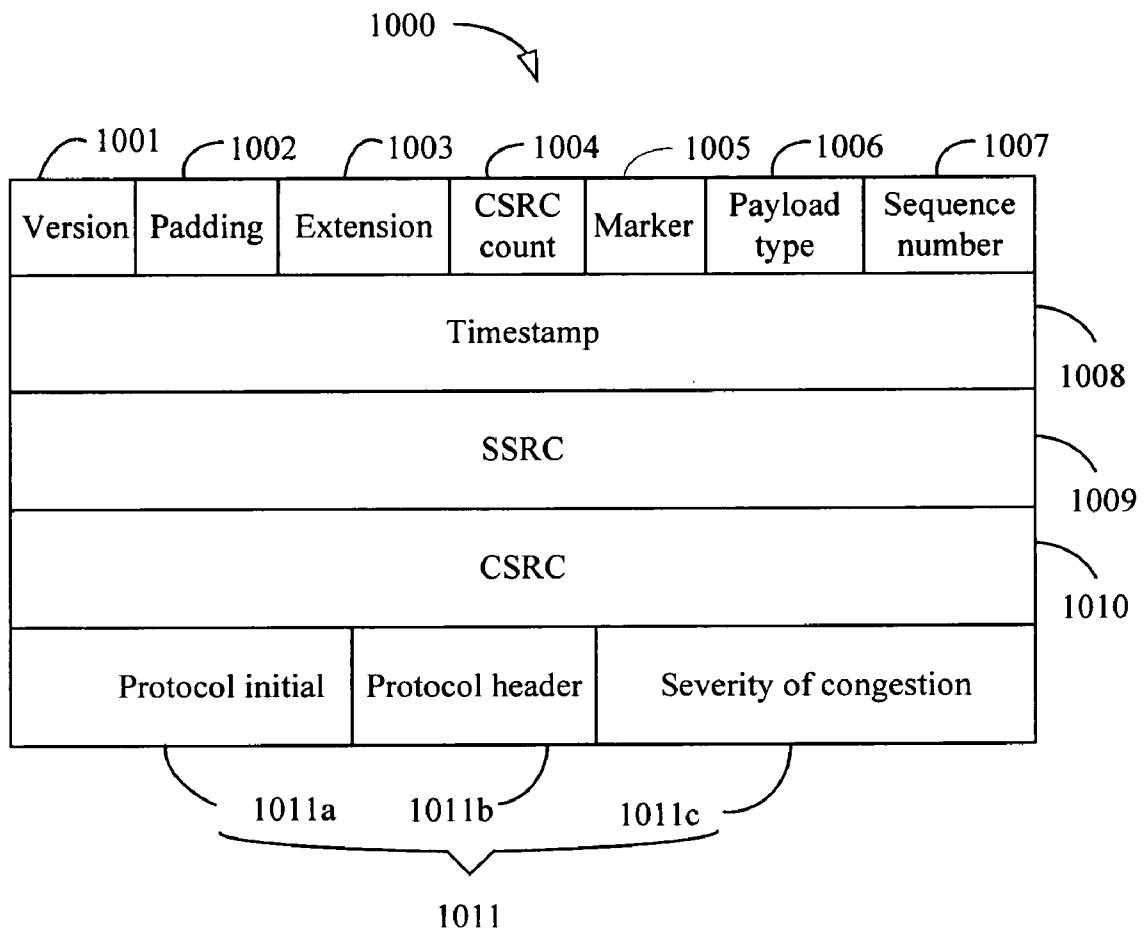 1000
1001 1002 1003 1004 1005 1006 1007
Version Padding Extension CSRC count Marker Payload type Sequence number
Timestamp
1008
SSRC
1009
CSRC
1010
Protocol initial Protocol header Severity of congestion
1011a 1011b 1011c
1011